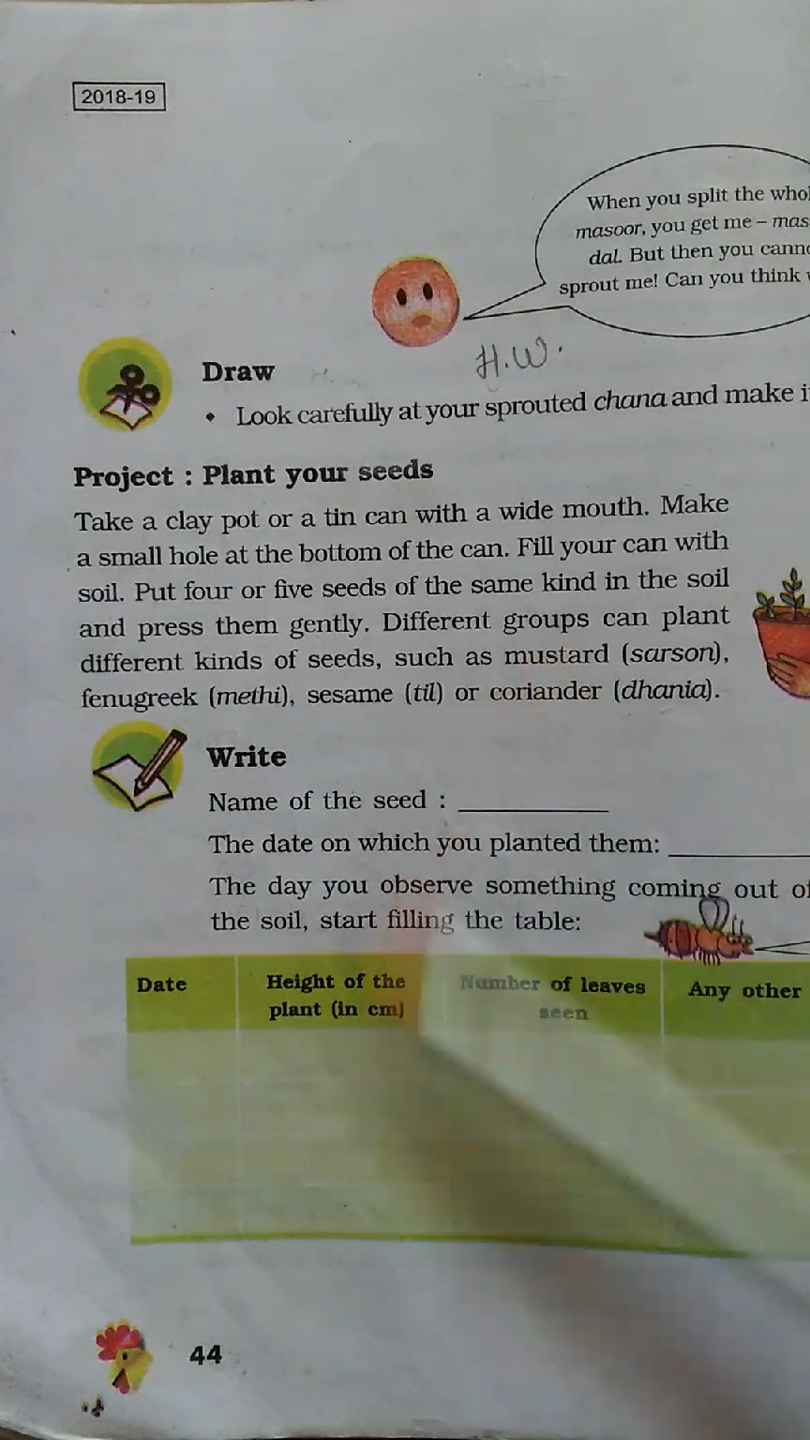 2018-19
When you split the
masoor, you get me –
dal. But then you
sprout me! Can you think
H.W.
Draw
• Look carefully at your sprouted chana and make
Project : Plant your seeds
Take a clay pot or a tin can with a wide mouth. Make
a small hole at the bottom of the can. Fill your can with
soil. Put four or five seeds of the same kind in the soil
and press them gently. Different groups can plant
different kinds of seeds, such as mustard (sarson),
fenugreek (methi), sesame (til) or coriander (dhania).
Write
Name of the seed : ____________
The date on which you planted them: ____________
The day you observe something coming out of
the soil, start filling the table:
Date Height of the Number of leaves Any other
plant (in cm) seen
44